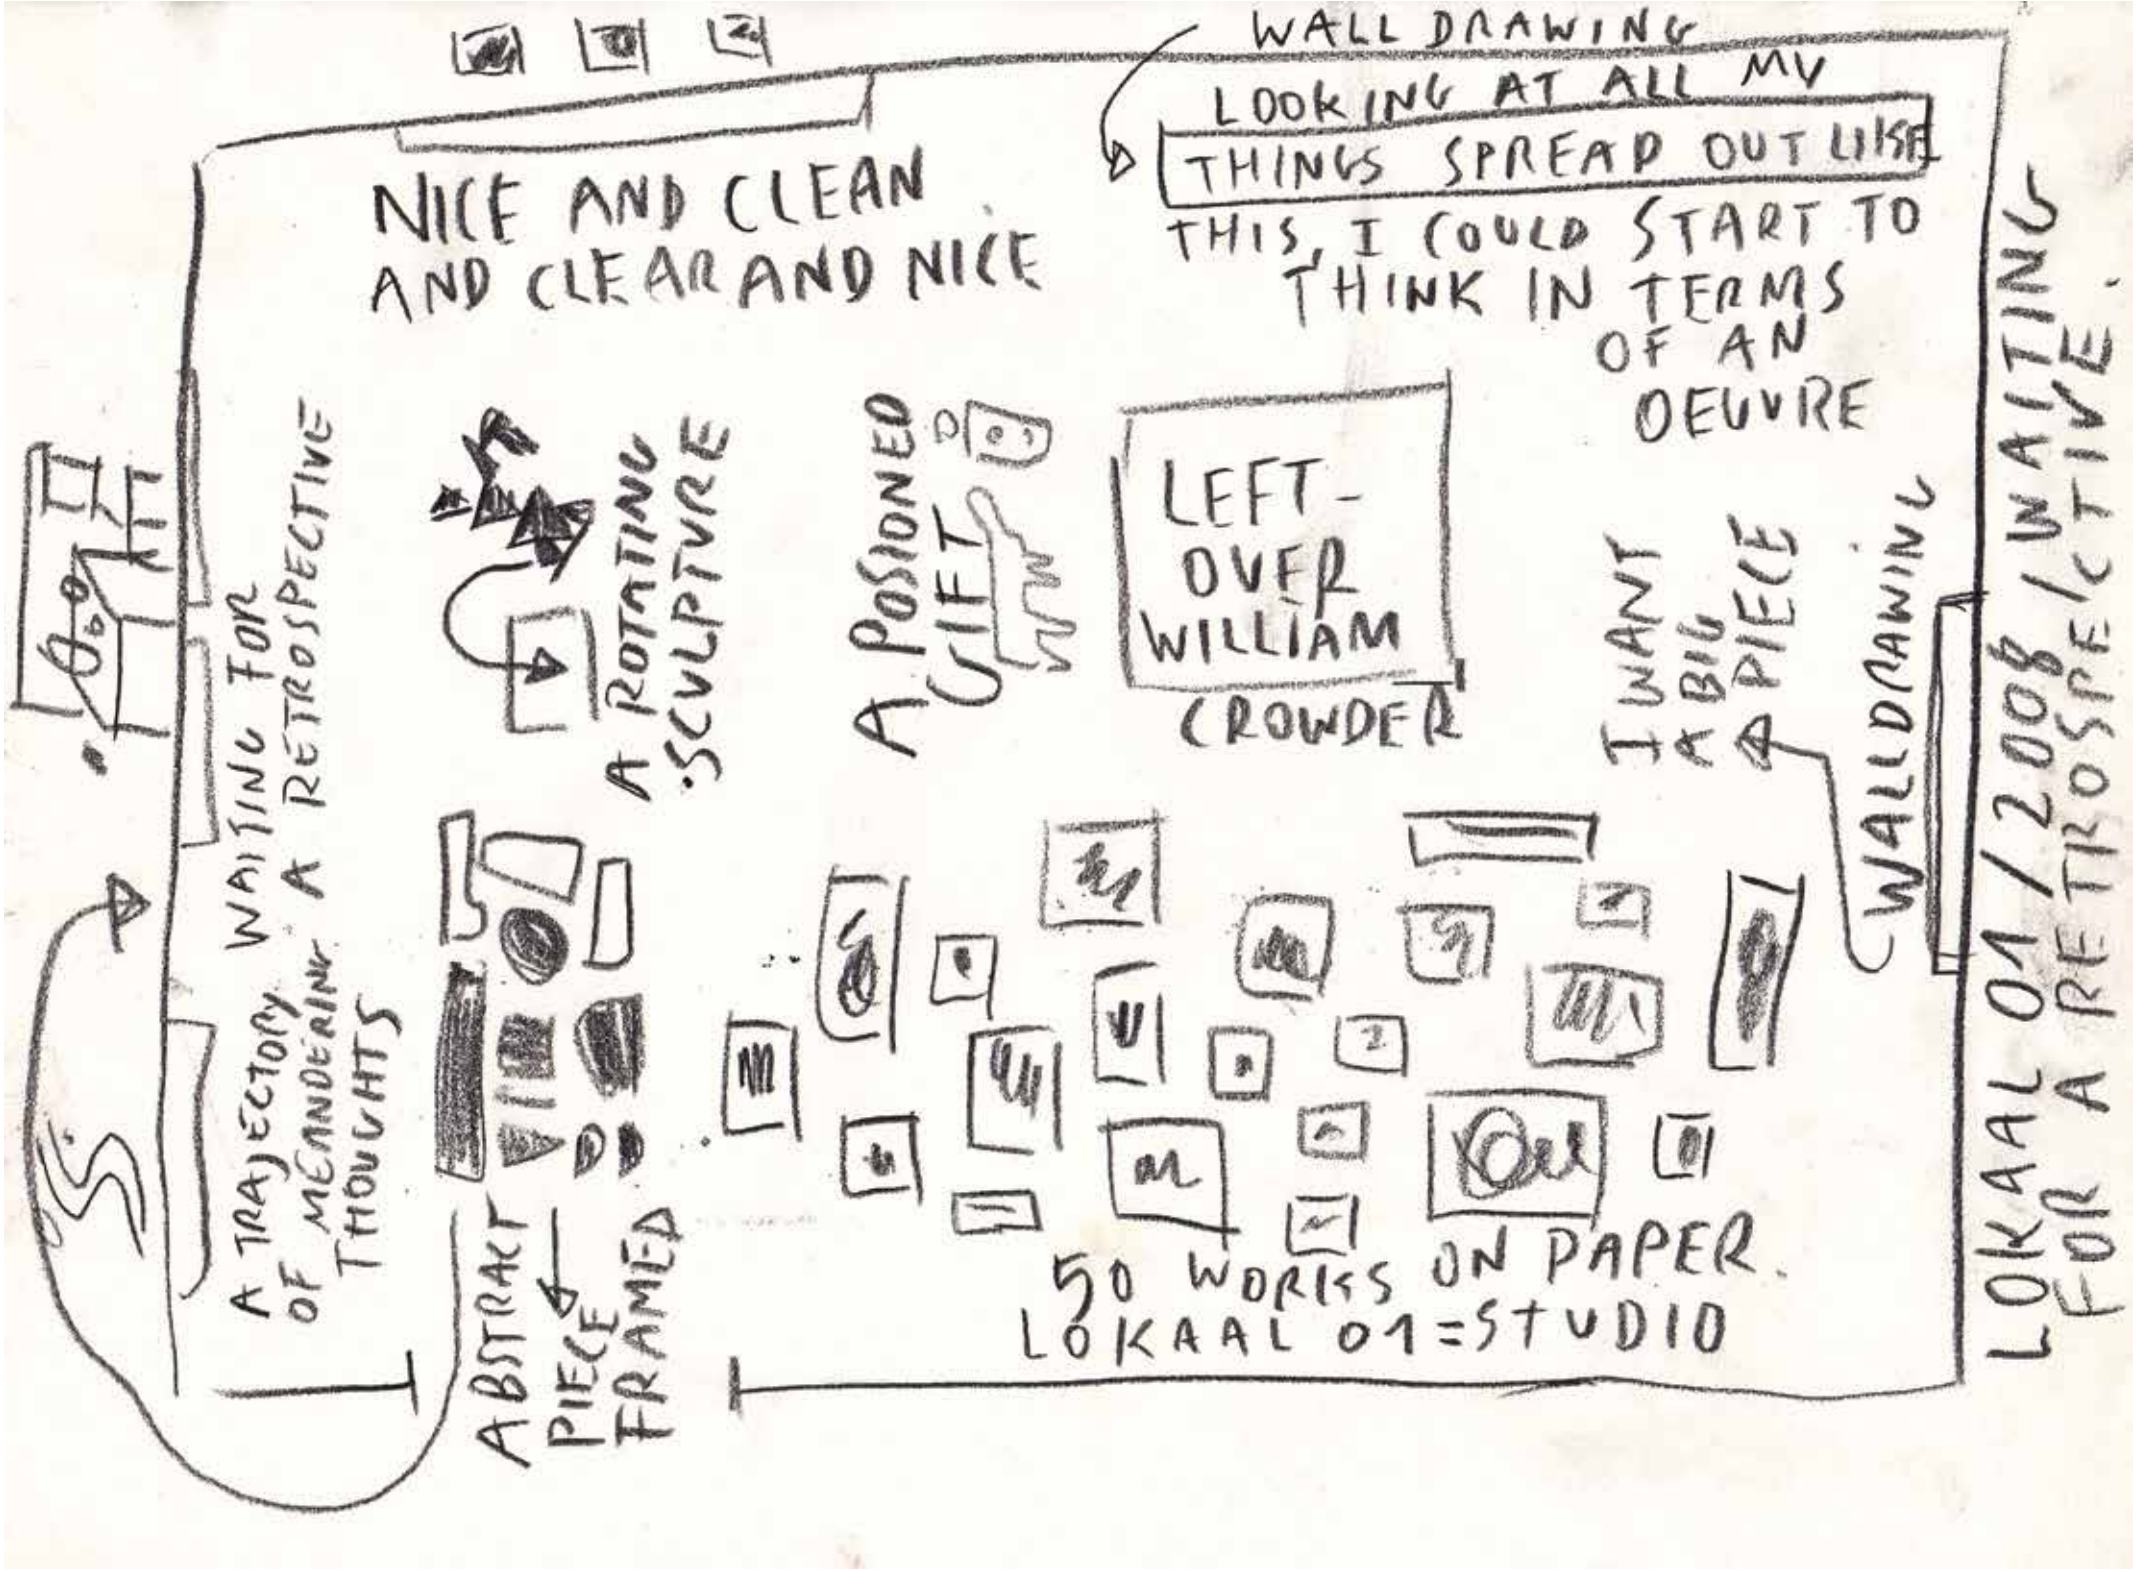 WALL DRAWING
LOOKING AT ALL MY
THINGS SPREAD OUT LIKE
THIS, I COULD START TO
THINK IN TERMS
OF AN
OEUVRE
NICE AND CLEAN
AND CLEAR AND NICE
WAITING FOR
A RETROSPECTIVE
A ROTATING
SCULPTURE
A POSIONED
GIFT
LEFT-
OVER
WILLIAM
CROWDER
I WANT
A BIG
PIECE
WALLDRAWING
A TRAJECTORY
OF MEANDERING
THOUGHTS
ABSTRACT
PIECE
FRAMED
50 WORKS ON PAPER.
LOKAAL 01=STUDIO
LOKAAL 01/2008/WAITING
FOR A RETROSPECTIVE.